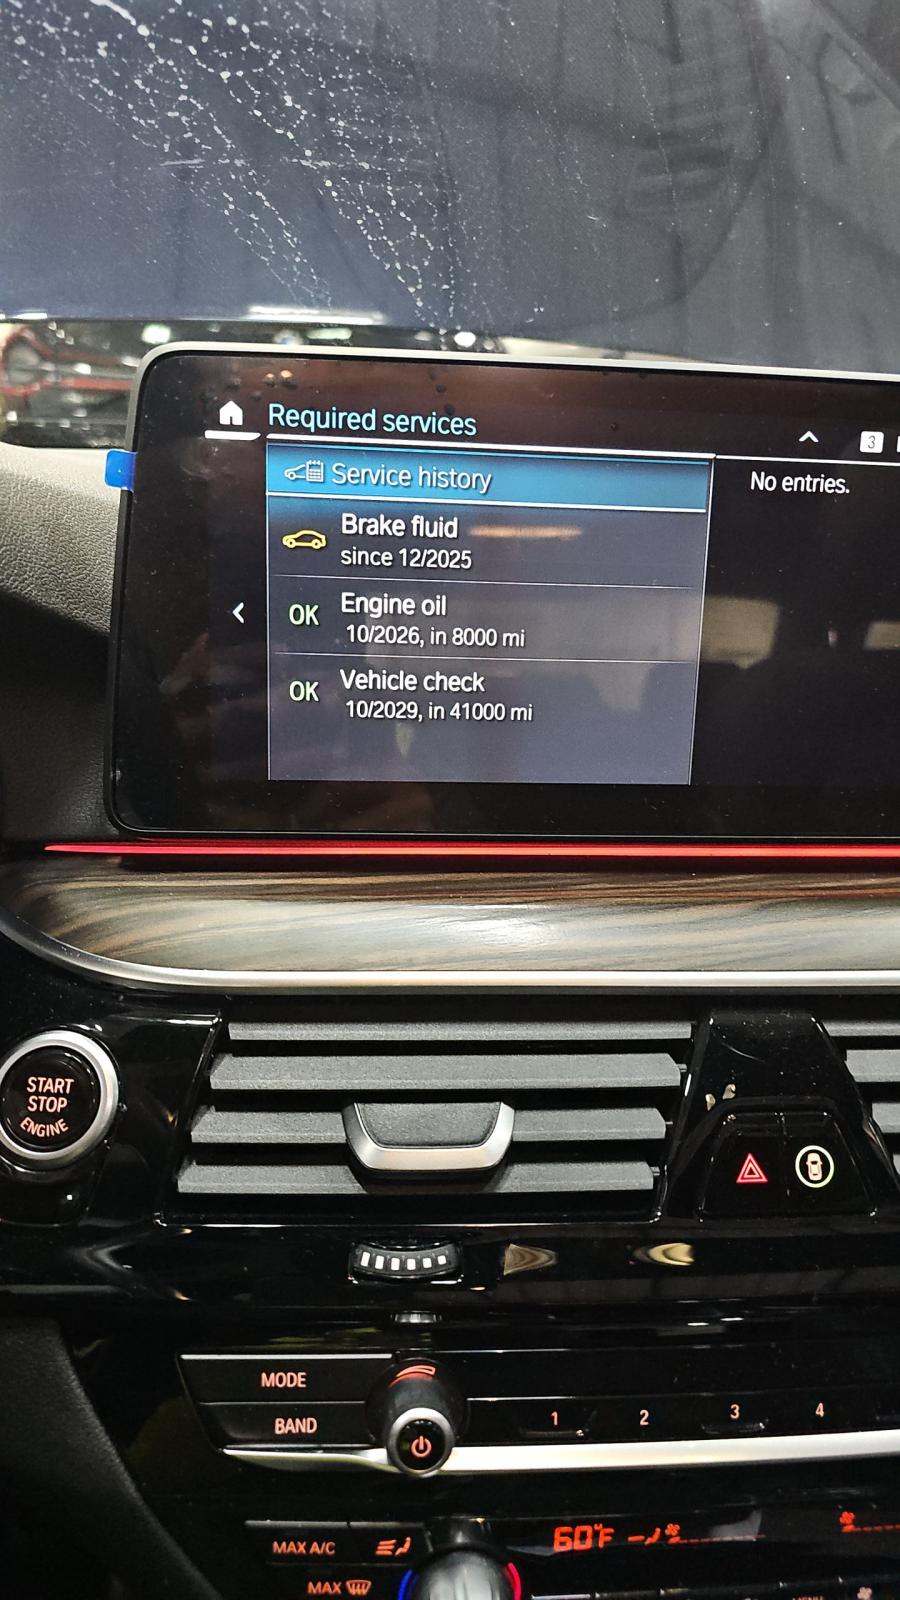 Required services
3
Service history
No entries.
Brake fluid
since 12/2025
OK
Engine oil
10/2026, in 8000 mi
OK
Vehicle check
10/2029, in 41000 mi
START
STOP
ENGINE
MODE
BAND
1
2
3
4
MAX A/C
60°F
MAX